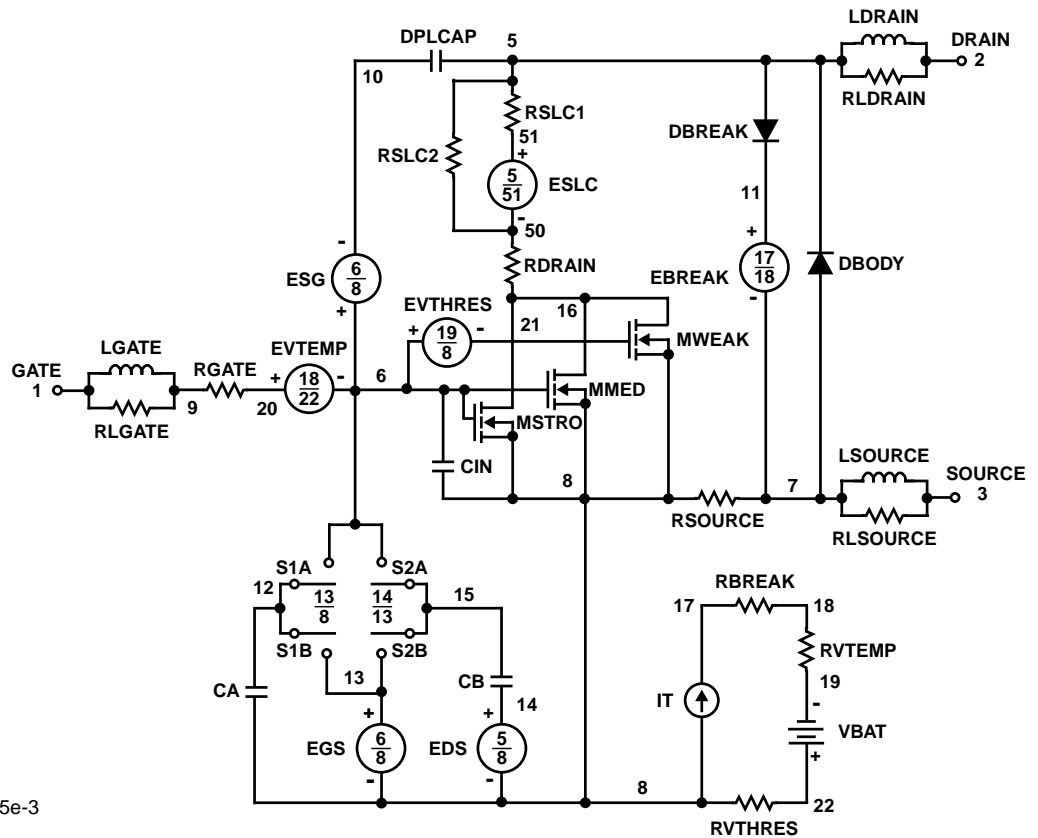 LDRAIN
DPLCAP 5 DRAIN
2
10
RLDRAIN
RSLC1
DBREAK
51
RSLC2 +
5
51 ESLC
11
-
50
+
-
17
18
6
8
ESG
RDRAIN
EBREAK
DBODY
-
+
EVTHRES
16
+ 19
8 - 21
MWEAK
LGATE
EVTEMP
GATE
1
RGATE
+ 18
22 - 6
MMED
9 20
MSTRO
RLGATE
LSOURCE
CIN
8 7
SOURCE
3
RSOURCE
RLSOURCE
S1A S2A
12 13
8 14
13 15
RBREAK
17 18
S1B S2B
RVTEMP
13
CA CB
19
IT
14
-
+ +
VBAT
EGS 6
8 EDS 5
8
+
- -
8
22
5e-3
RVTHRES